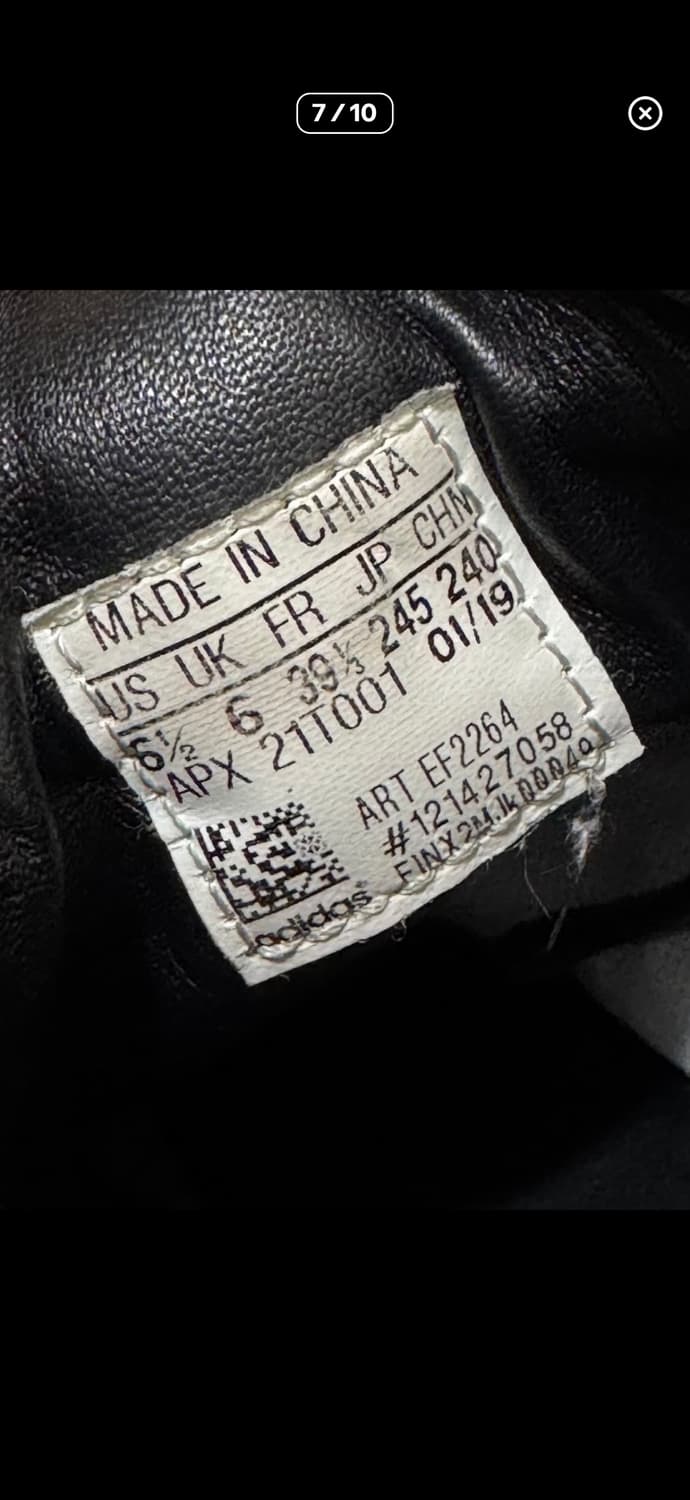 7/10
MADE IN CHINA
US UK FR JP CHN
6½ 6 39⅓ 245 240
APX 21T001 01/19
ART EF2264
#121427058
adidas